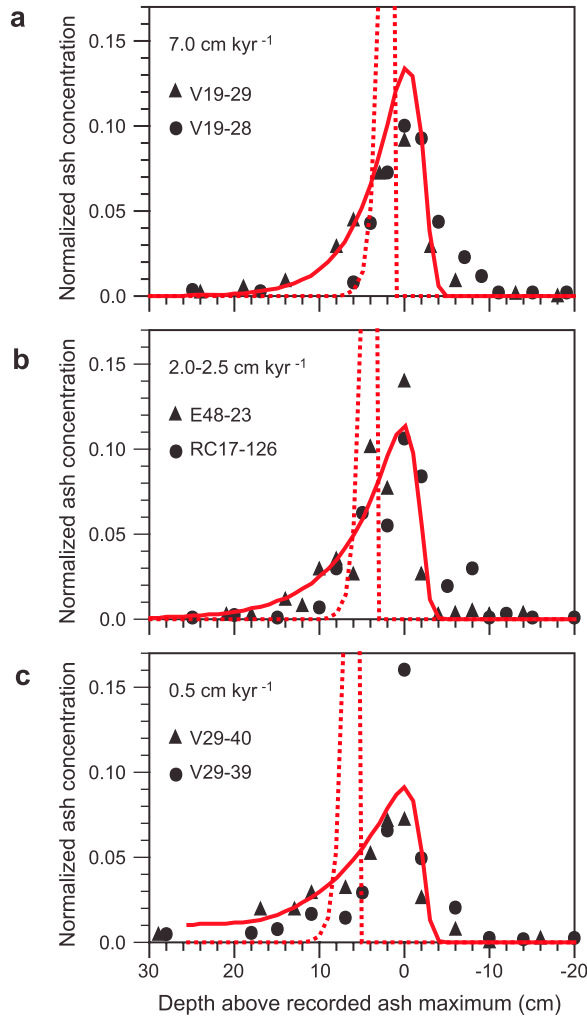 a
Normalized ash concentration
0.15
0.10
0.05
0.0
7.0 cm kyr⁻¹
V19-29
V19-28
b
Normalized ash concentration
0.15
0.10
0.05
0.0
2.0-2.5 cm kyr⁻¹
E48-23
RC17-126
c
Normalized ash concentration
0.15
0.10
0.05
0.0
0.5 cm kyr⁻¹
V29-40
V29-39
30 20 10 0 -10 -20
Depth above recorded ash maximum (cm)